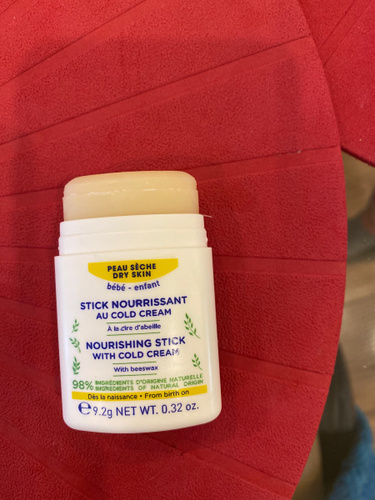 PEAU SÈCHE
DRY SKIN
bébé - enfant
STICK NOURRISSANT
AU COLD CREAM
À la cire d'abeille
NOURISHING STICK
WITH COLD CREAM
With beeswax
98% INGRÉDIENTS D'ORIGINE NATURELLE
INGREDIENTS OF NATURAL ORIGIN
Dès la naissance • From birth on
℮9.2g NET WT. 0.32 oz.